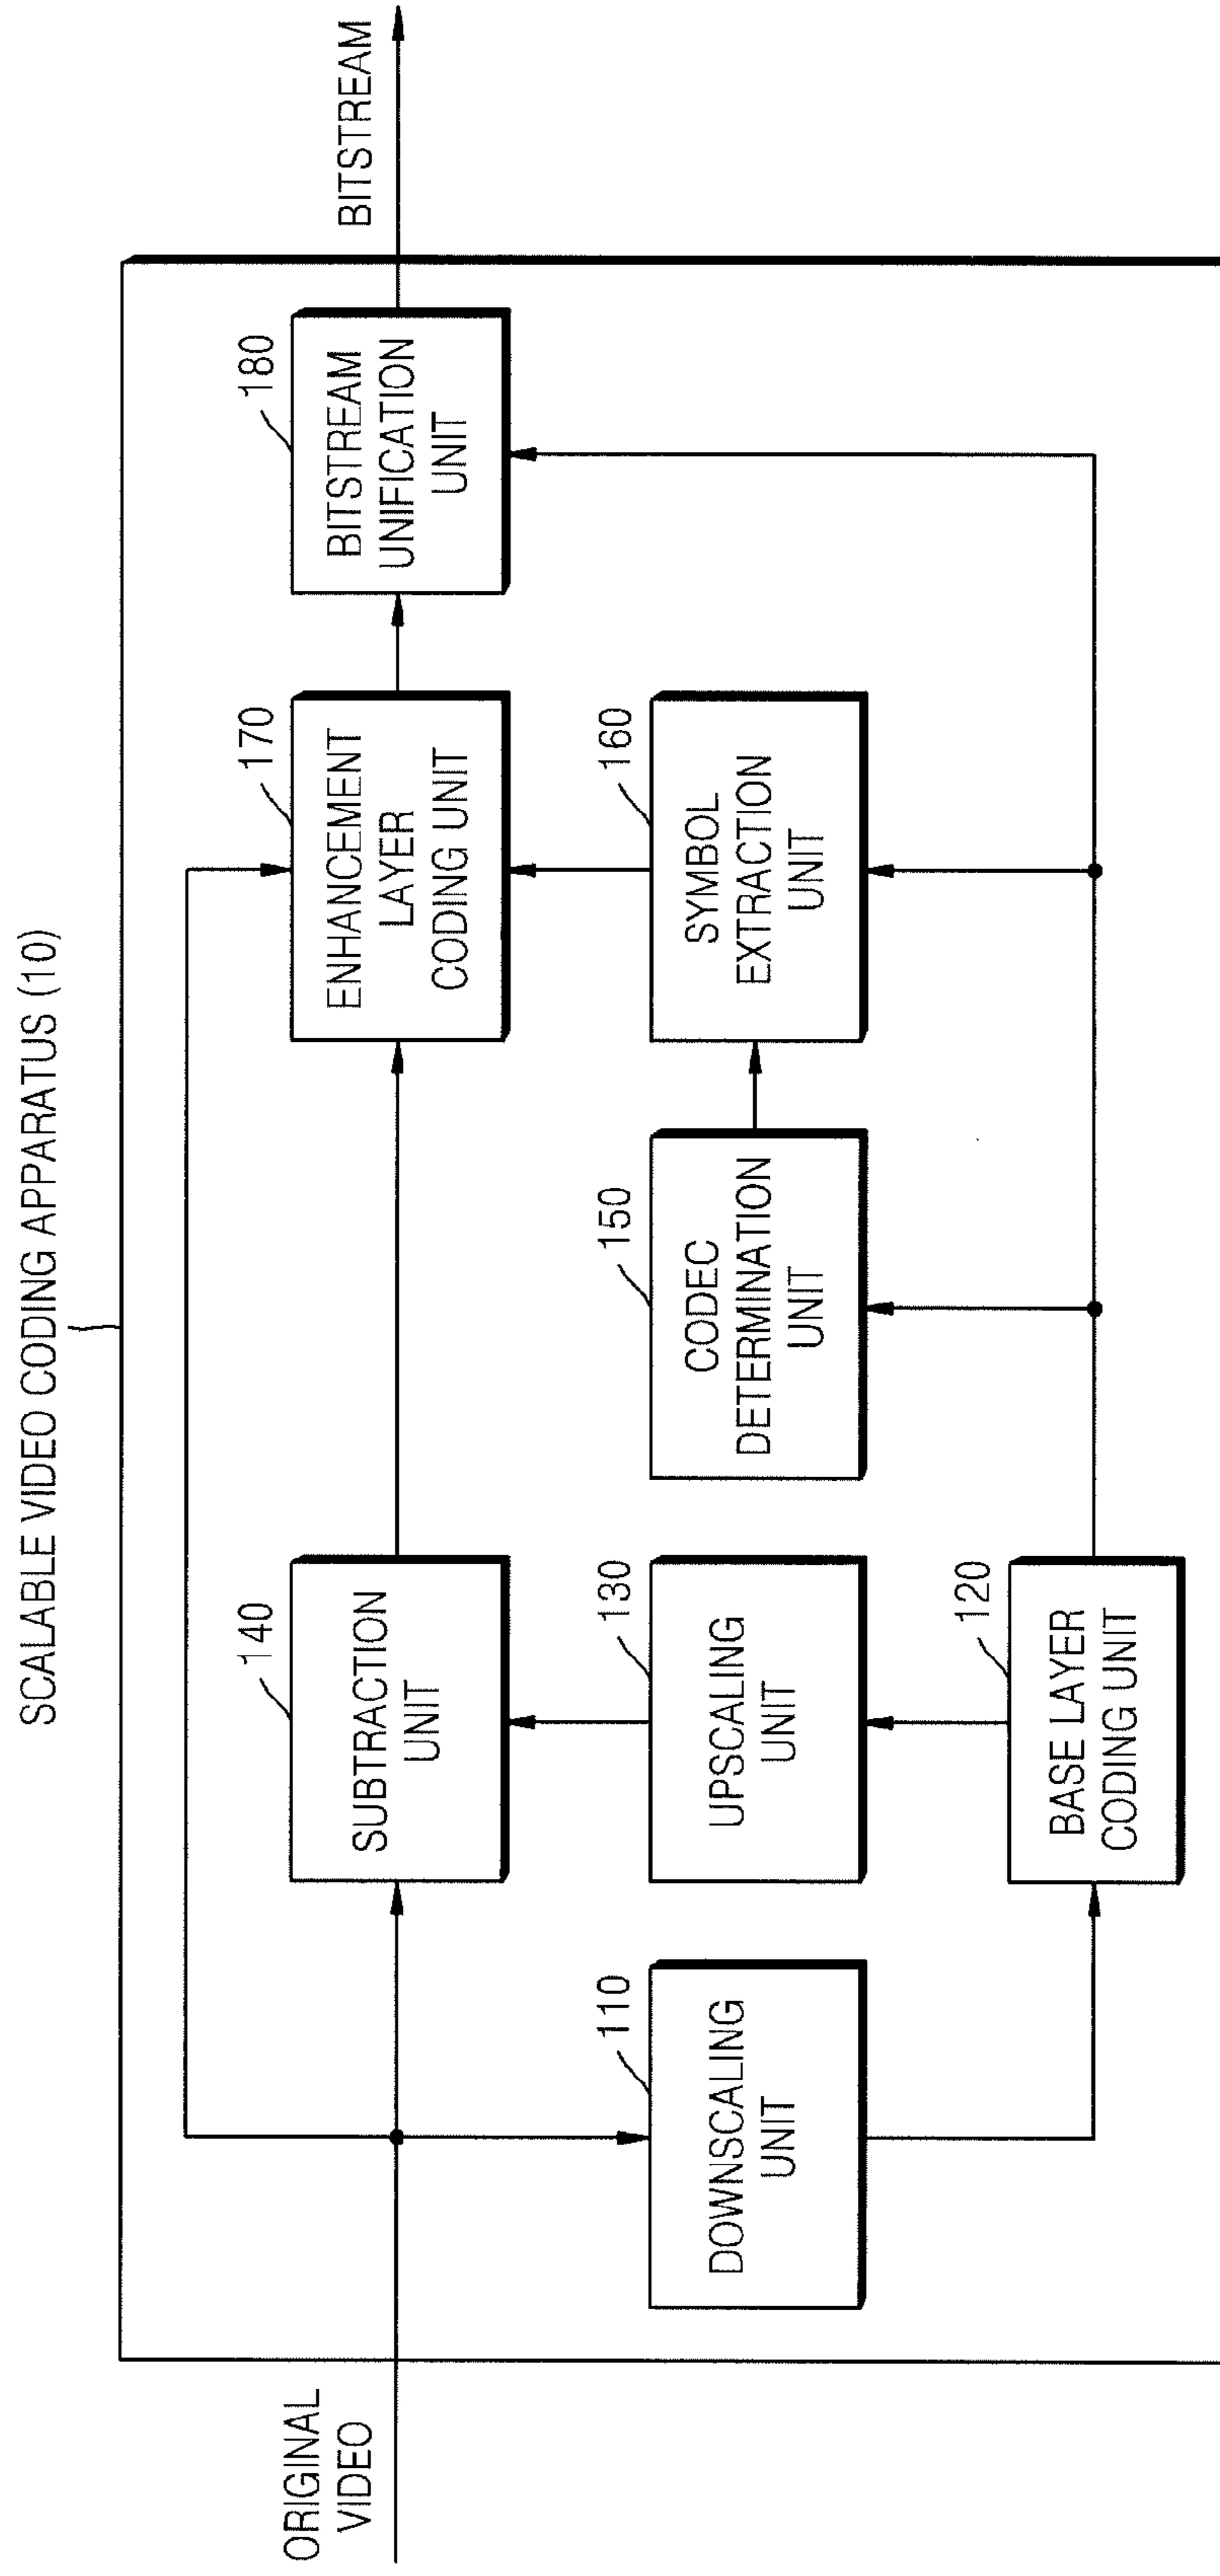 SCALABLE VIDEO CODING APPARATUS (10)
ORIGINAL
VIDEO
140
SUBTRACTION
UNIT
170
ENHANCEMENT
LAYER
CODING UNIT
180
BITSTREAM
UNIFICATION
UNIT
BITSTREAM
110
DOWNSCALING
UNIT
130
UPSCALING
UNIT
150
CODEC
DETERMINATION
UNIT
160
SYMBOL
EXTRACTION
UNIT
120
BASE LAYER
CODING UNIT